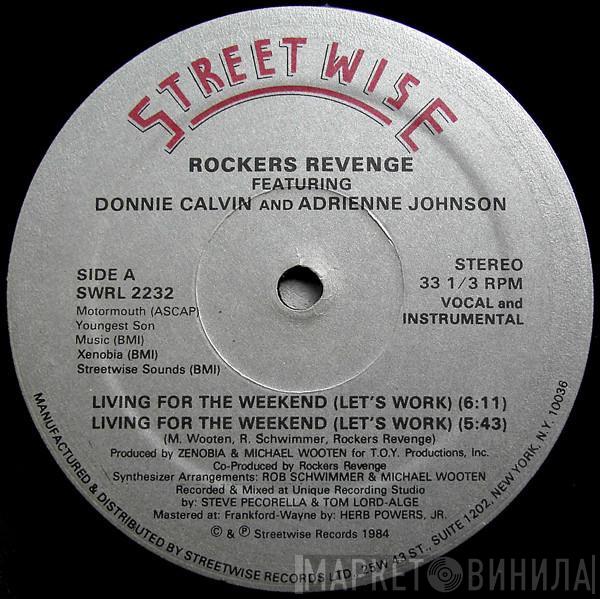 STREETWISE
ROCKERS REVENGE
FEATURING
DONNIE CALVIN AND ADRIENNE JOHNSON
SIDE A
SWRL 2232
Motormouth (ASCAP)
Youngest Son
Music (BMI)
Xenobia (BMI)
Streetwise Sounds (BMI)
STEREO
33 1/3 RPM
VOCAL and
INSTRUMENTAL
LIVING FOR THE WEEKEND (LET'S WORK) (6:11)
LIVING FOR THE WEEKEND (LET'S WORK) (5:43)
(M. Wooten, R. Schwimmer, Rockers Revenge)
Produced by ZENOBIA & MICHAEL WOOTEN for T.O.Y. Productions, Inc.
Co-Produced by Rockers Revenge
Synthesizer Arrangements: ROB SCHWIMMER & MICHAEL WOOTEN
Recorded & Mixed at Unique Recording Studio
by: STEVE PECORELLA & TOM LORD-ALGE
Mastered at: Frankford-Wayne by: HERB POWERS, JR.
© & ℗ Streetwise Records 1984
MANUFACTURED & DISTRIBUTED BY STREETWISE RECORDS LTD., 25W 43 ST., SUITE 1202, NEW YORK, N.Y. 10036
МАРКЕТ ВИНИЛА